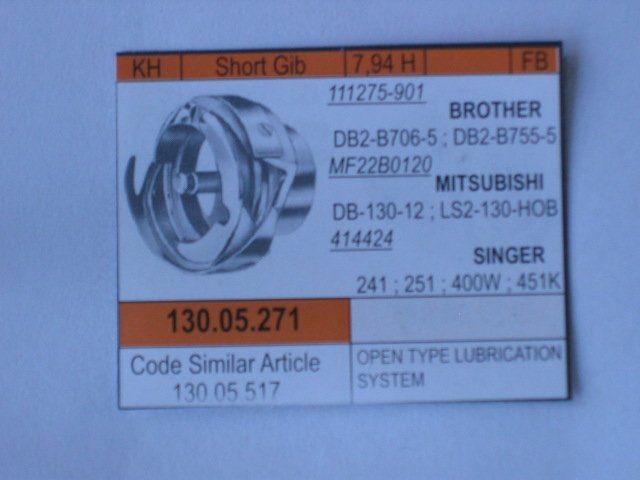 KH Short Gib 7,94 H FB
111275-901
BROTHER
DB2-B706-5 ; DB2-B755-5
MF22B0120
MITSUBISHI
DB-130-12 ; LS2-130-HOB
414424
SINGER
241 ; 251 ; 400W ; 451K
130.05.271
Code Similar Article
130 05 517
OPEN TYPE LUBRICATION
SYSTEM